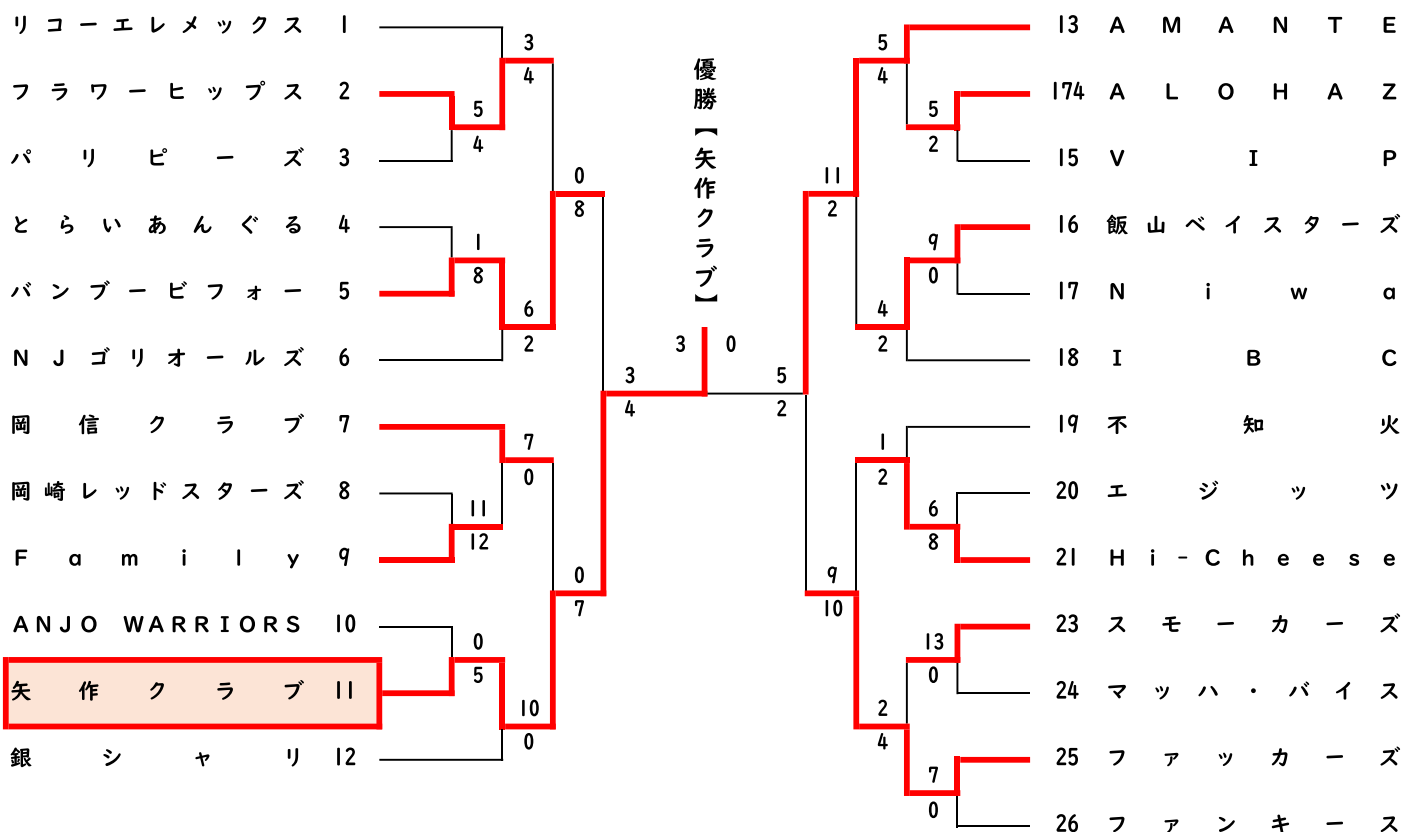 リコーエレメックス 1
フラワーヒップス 2
パリピーズ 3
とらいあんぐる 4
バンブービフォー 5
NJゴリオールズ 6
岡信クラブ 7
岡崎レッドスターズ 8
Family 9
ANJO WARRIORS 10
矢作クラブ 11
銀シャリ 12
3
4
5
4
0
8
1
8
6
2
3
4
7
0
11
12
0
7
0
5
10
0
優勝【矢作クラブ】
3 0
5
4
5
2
11
2
9
0
4
2
5
2
1
2
6
8
9
10
13
0
2
4
7
0
13 AMANTE
174 ALOHAZ
15 VIP
16 飯山ベイスターズ
17 Niwa
18 IBC
19 不知火
20 エジッツ
21 Hi-Cheese
23 スモーカーズ
24 マッハ・バイス
25 ファッカーズ
26 ファンキース